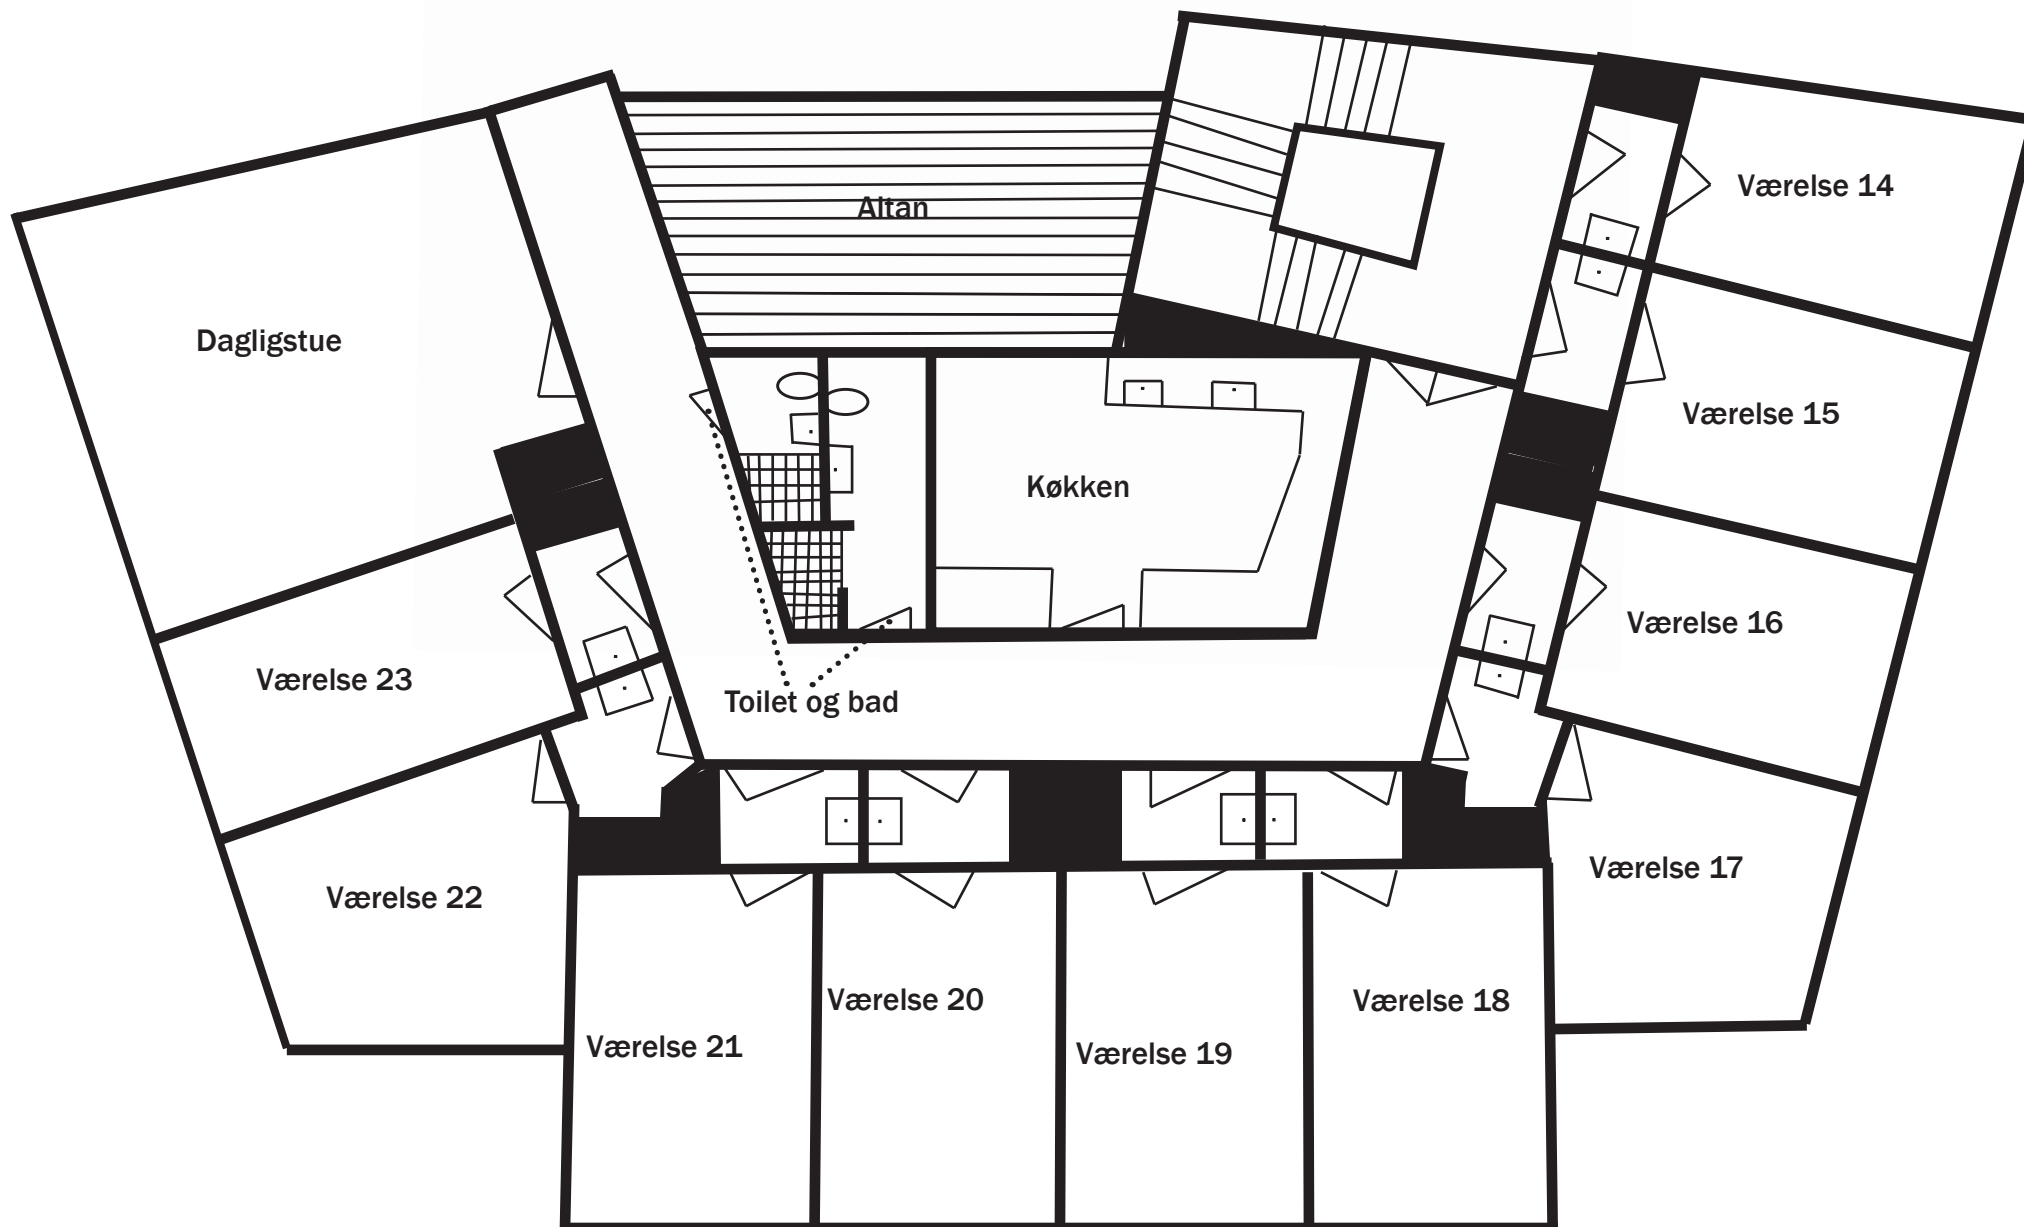 Værelse 14
Altan
Dagligstue
Værelse 15
Køkken
Værelse 16
Værelse 23
Toilet og bad
Værelse 17
Værelse 22
Værelse 20
Værelse 18
Værelse 21
Værelse 19